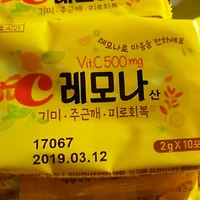 기미·주근깨·피로회복
레모나로 마음을 전하세요
VitC 500mg
C 레모나산
기미·주근깨·피로회복
17067
2019.03.12
2g X 10포